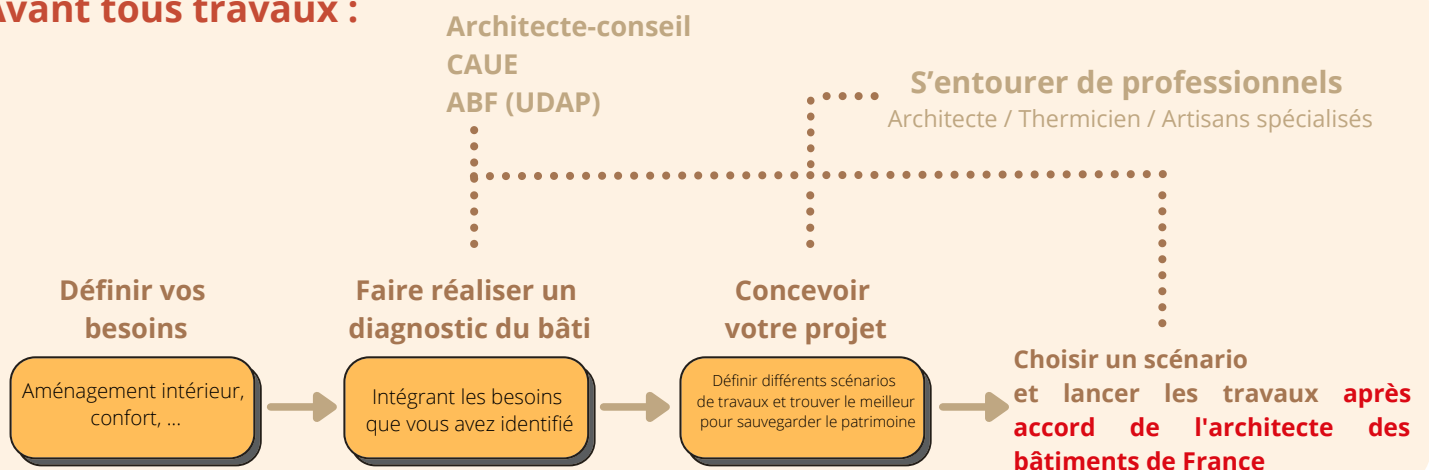 Avant tous travaux :
Architecte-conseil
CAUE
ABF (UDAP)
S’entourer de professionnels
Architecte / Thermicien / Artisans spécialisés
Définir vos
besoins
Aménagement intérieur,
confort, ...
Faire réaliser un
diagnostic du bâti
Intégrant les besoins
que vous avez identifié
Concevoir
votre projet
Définir différents scénarios
de travaux et trouver le meilleur
pour sauvegarder le patrimoine
Choisir un scénario
et lancer les travaux après
accord de l'architecte des
bâtiments de France